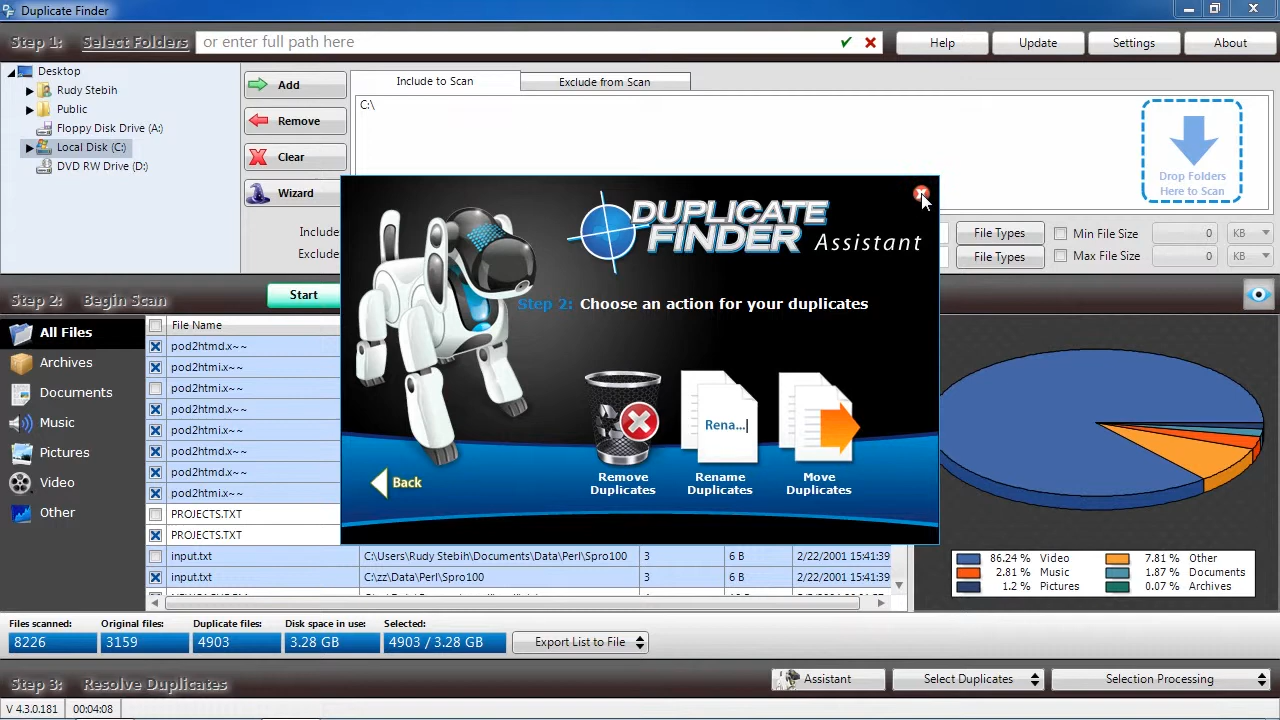 Duplicate Finder
Step 1: Select Folders or enter full path here Help Update Settings About
Desktop
Rudy Stebih
Public
Floppy Disk Drive (A:)
Local Disk (C:)
DVD RW Drive (D:)
Add
Remove
Clear
Wizard
Include to Scan Exclude from Scan
C:\
Drop Folders
Here to Scan
Include
Exclude
File Types Min File Size 0 KB
File Types Max File Size 0 KB
Step 2: Begin Scan Start
DUPLICATE
FINDER Assistant
Step 2: Choose an action for your duplicates
Rena...
Remove
Duplicates
Rename
Duplicates
Move
Duplicates
Back
All Files
Archives
Documents
Music
Pictures
Video
Other
File Name
pod2htmd.x~~
pod2htmi.x~~
pod2htmi.x~~
pod2htmi.x~~
pod2htmi.x~~
pod2htmi.x~~
pod2htmi.x~~
pod2htmi.x~~
PROJECTS.TXT
PROJECTS.TXT
input.txt C:\Users\Rudy Stebih\Documents\Data\Perl\Spro100 3 6 B 2/22/2001 15:41:39
input.txt C:\zz\Data\Perl\Spro100 3 6 B 2/22/2001 15:41:39
86.24 % Video 7.81 % Other
2.81 % Music 1.87 % Documents
1.2 % Pictures 0.07 % Archives
Files scanned: Original files: Duplicate files: Disk space in use: Selected:
8226 3159 4903 3.28 GB 4903 / 3.28 GB Export List to File
Step 3: Resolve Duplicates Assistant Select Duplicates Selection Processing
V 4.3.0.181 00:04:08